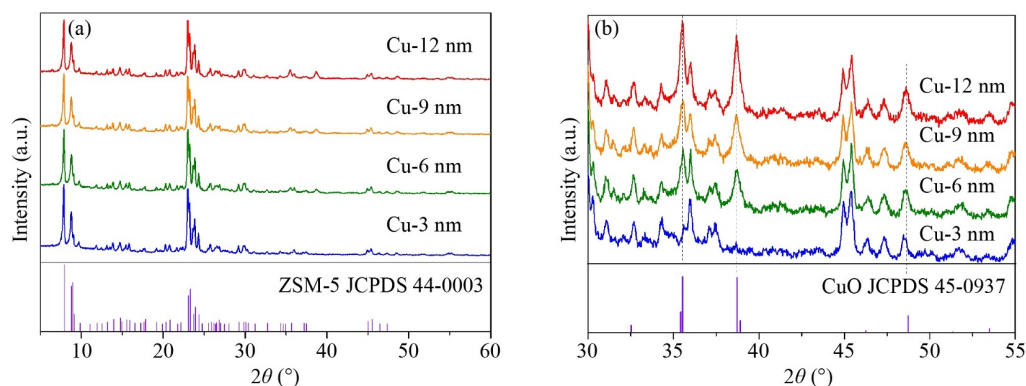 (a)
Cu-12 nm
Cu-9 nm
Cu-6 nm
Cu-3 nm
ZSM-5 JCPDS 44-0003
Intensity (a.u.)
10 20 30 40 50 60
2θ (°)
(b)
Cu-12 nm
Cu-9 nm
Cu-6 nm
Cu-3 nm
CuO JCPDS 45-0937
Intensity (a.u.)
30 35 40 45 50 55
2θ (°)